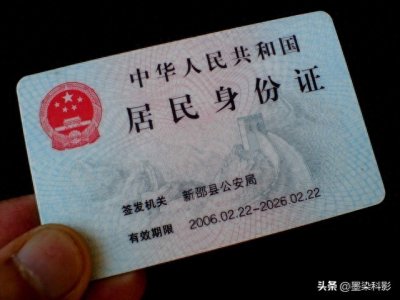 中华人民共和国
居民身份证
签发机关 新邵县公安局
有效期限 2006.02.22-2026.02.22
头条 @墨染科影